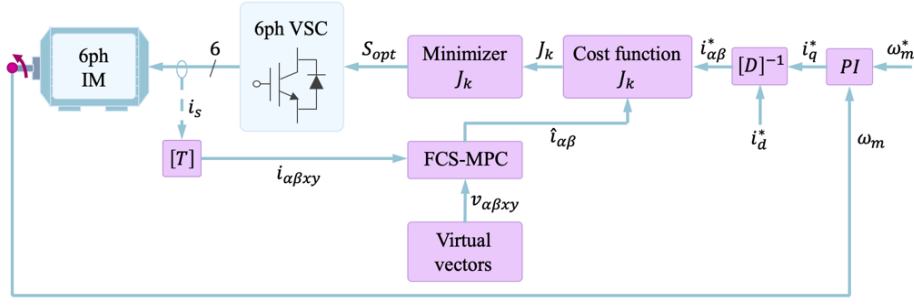 6ph
IM
6
6ph VSC
S_opt
Minimizer
J_k
J_k
Cost function
J_k
i*_αβ
[D]⁻¹
i*_q
PI
ω*_m
i_s
[T]
i_αβxy
FCS-MPC
î_αβ
i*_d
ω_m
v_αβxy
Virtual
vectors